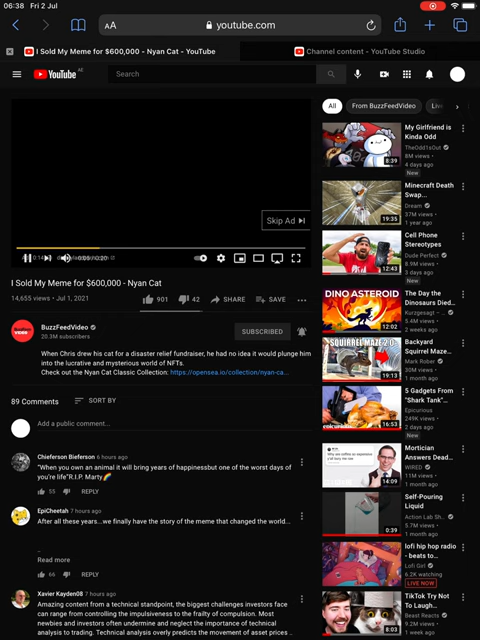 06:38 Fri 2 Jul
AA
youtube.com
I Sold My Meme for $600,000 - Nyan Cat - YouTube
Channel content - YouTube Studio
YouTube AZ
Search
All
From BuzzFeedVideo
Live
Skip Ad
I Sold My Meme for $600,000 - Nyan Cat
14,655 views • Jul 1, 2021
901
42
SHARE
SAVE
BuzzFeedVideo
20.3M subscribers
SUBSCRIBED
When Chris drew his cat for a disaster relief fundraiser, he had no idea it would plunge him
into the lucrative and mysterious world of NFTs.
Check out the Nyan Cat Classic Collection: https://opensea.io/collection/nyan-ca...
89 Comments
SORT BY
Add a public comment...
Chieferson Bieferson 6 hours ago
"When you own an animal it will bring years of happinessbut one of the worst days of
you're life"R.I.P. Marty🌈
55
REPLY
EpiCheetah 7 hours ago
After all these years...we finally have the story of the meme that changed the world...
..
Read more
66
REPLY
Xavier Kayden08 7 hours ago
Amazing content from a technical standpoint, the biggest challenges investors face
can range from controlling the impulsiveness to the frailty of compulsion. Most
newbies and investors often undermine and neglect the importance of technical
analysis to trading. Technical analysis overly predicts the movement of asset prices ..
My Girlfriend is
Kinda Odd
TheOdd1sOut
8M views •
4 days ago
New
8:39
Minecraft Death
Swap...
Dream
37M views •
1 year ago
19:35
Cell Phone
Stereotypes
Dude Perfect
8.9M views •
3 days ago
12:43
DINO ASTEROID
The Day the
Dinosaurs Died...
Kurzgesagt –...
5.4M views •
2 weeks ago
12:02
SQUIRREL MAZE 2.0
Backyard
Squirrel Maze...
Mark Rober
30M views •
1 month ago
19:13
5 Gadgets From
"Shark Tank"...
Epicurious
249K views •
2 days ago
New
epicurious
16:53
Mortician
Answers Dead...
WIRED
11M views •
1 month ago
14:09
Self-Pouring
Liquid
Action Lab Sh...
5.7M views •
1 month ago
0:39
lofi hip hop radio
- beats to...
Lofi Girl
6.2K watching
LIVE NOW
TikTok Try Not
To Laugh...
Beast Reacts
9.2M views •
8:03